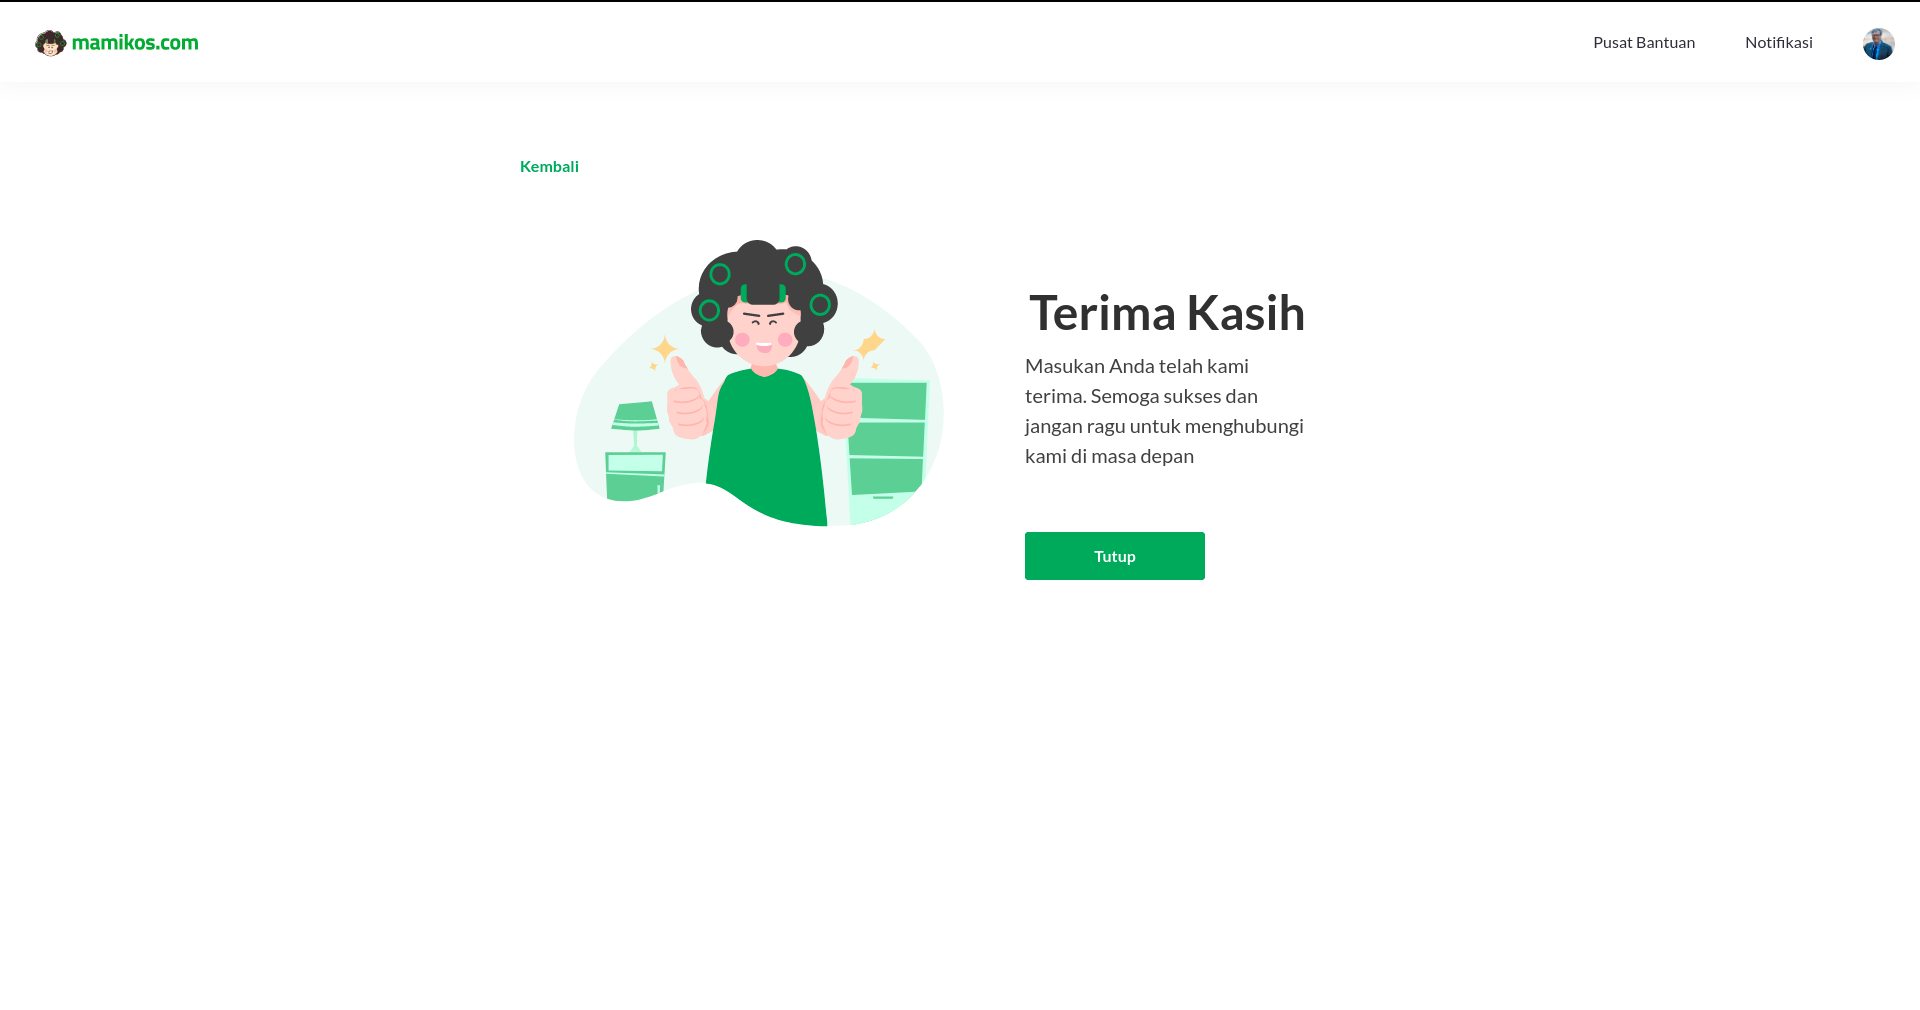 mamikos.com
Pusat Bantuan
Notifikasi
Kembali
Terima Kasih
Masukan Anda telah kami
terima. Semoga sukses dan
jangan ragu untuk menghubungi
kami di masa depan
Tutup